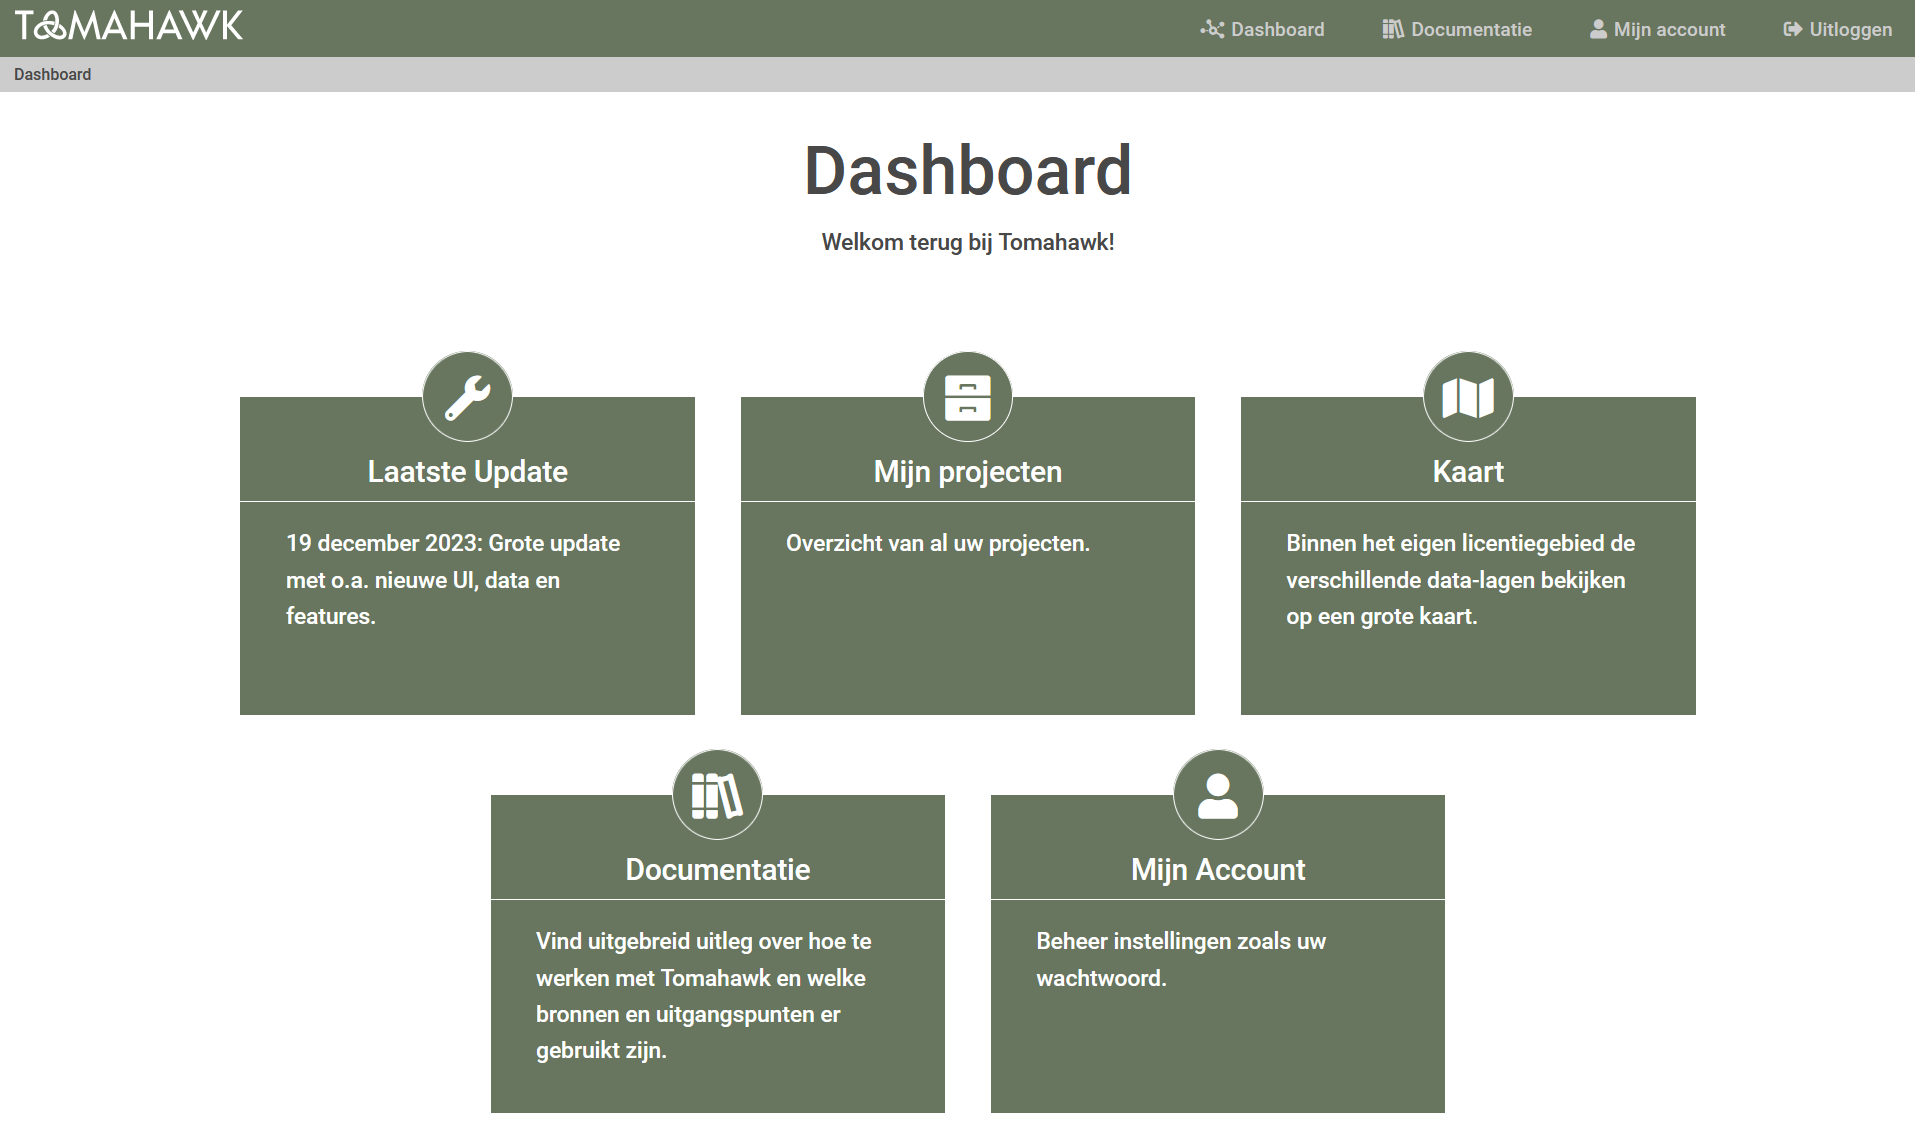 TOMAHAWK
Dashboard
Documentatie
Mijn account
Uitloggen
Dashboard
Dashboard
Welkom terug bij Tomahawk!
Laatste Update
19 december 2023: Grote update
met o.a. nieuwe UI, data en
features.
Mijn projecten
Overzicht van al uw projecten.
Kaart
Binnen het eigen licentiegebied de
verschillende data-lagen bekijken
op een grote kaart.
Documentatie
Vind uitgebreid uitleg over hoe te
werken met Tomahawk en welke
bronnen en uitgangspunten er
gebruikt zijn.
Mijn Account
Beheer instellingen zoals uw
wachtwoord.